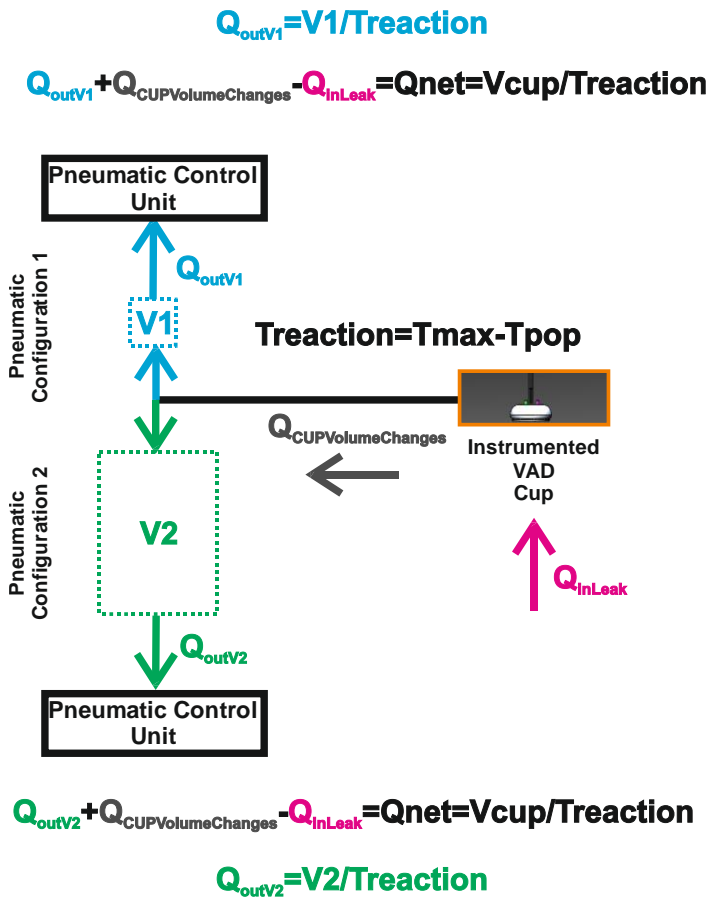 QoutV1=V1/Treaction
QoutV1+QCUPVolumeChanges-QinLeak=Qnet=Vcup/Treaction
Pneumatic Control
Unit
Pneumatic
Configuration 1
QoutV1
V1
Treaction=Tmax-Tpop
QCUPVolumeChanges
Instrumented
VAD
Cup
Pneumatic
Configuration 2
V2
QinLeak
QoutV2
Pneumatic Control
Unit
QoutV2+QCUPVolumeChanges-QinLeak=Qnet=Vcup/Treaction
QoutV2=V2/Treaction